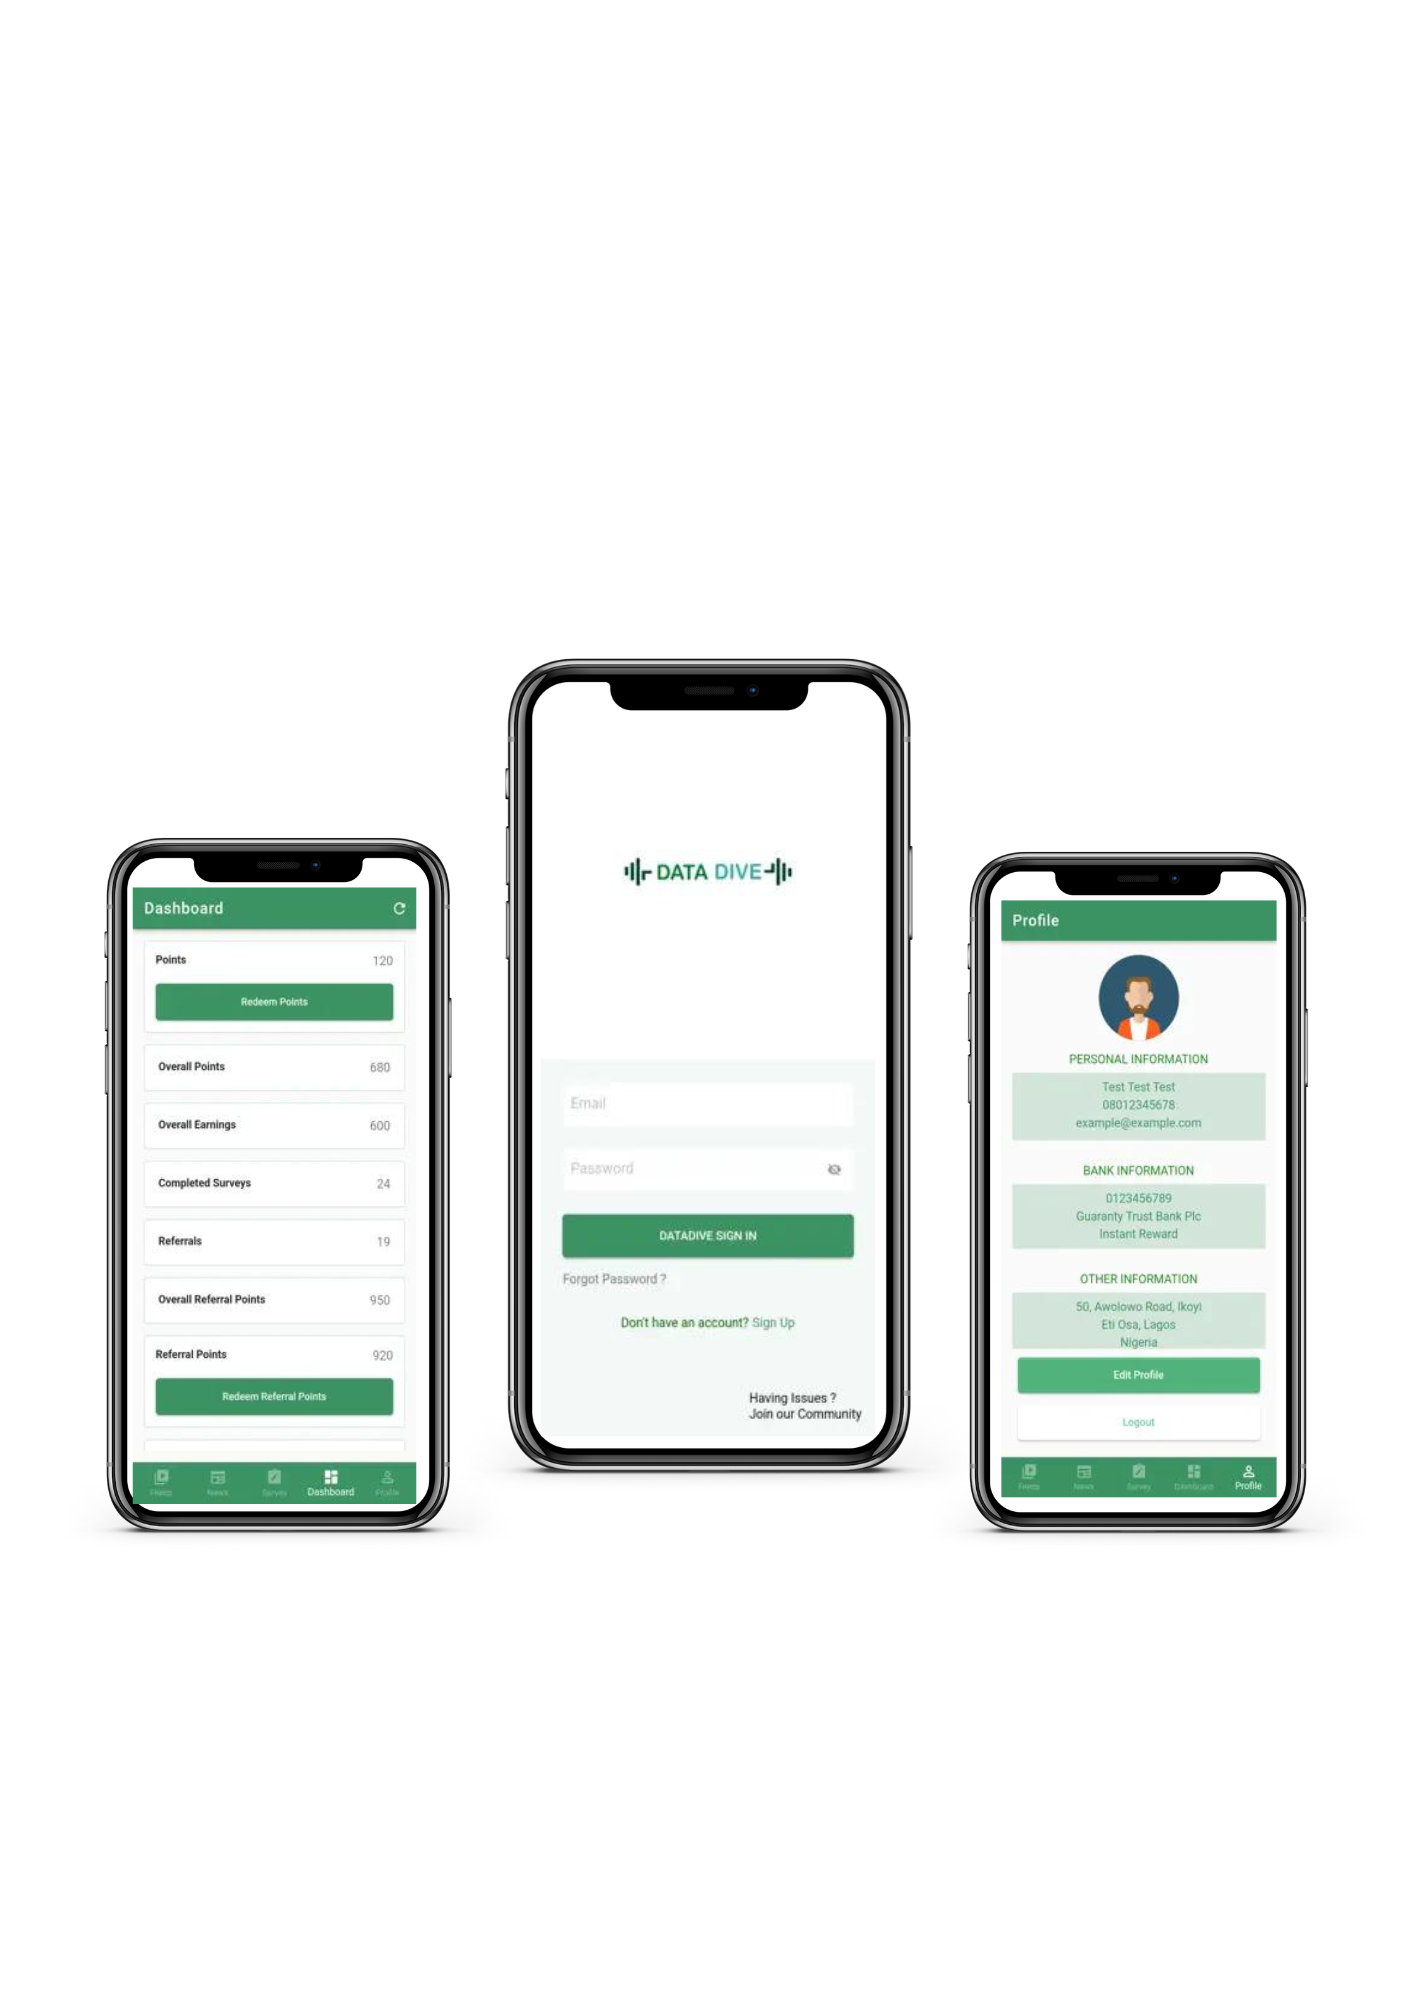 Dashboard
Points
120
Redeem Points
Overall Points
680
Overall Earnings
600
Completed Surveys
24
Referrals
19
Overall Referral Points
950
Referral Points
920
Redeem Referral Points
Feeds
News
Survey
Dashboard
Profile
DATA DIVE
Email
Password
DATADIVE SIGN IN
Forgot Password ?
Don't have an account? Sign Up
Having Issues ?
Join our Community
Profile
PERSONAL INFORMATION
Test Test Test
08012345678
example@example.com
BANK INFORMATION
0123456789
Guaranty Trust Bank Plc
Instant Reward
OTHER INFORMATION
50, Awolowo Road, Ikoyi
Eti Osa, Lagos
Nigeria
Edit Profile
Logout
Feeds
News
Survey
Dashboard
Profile